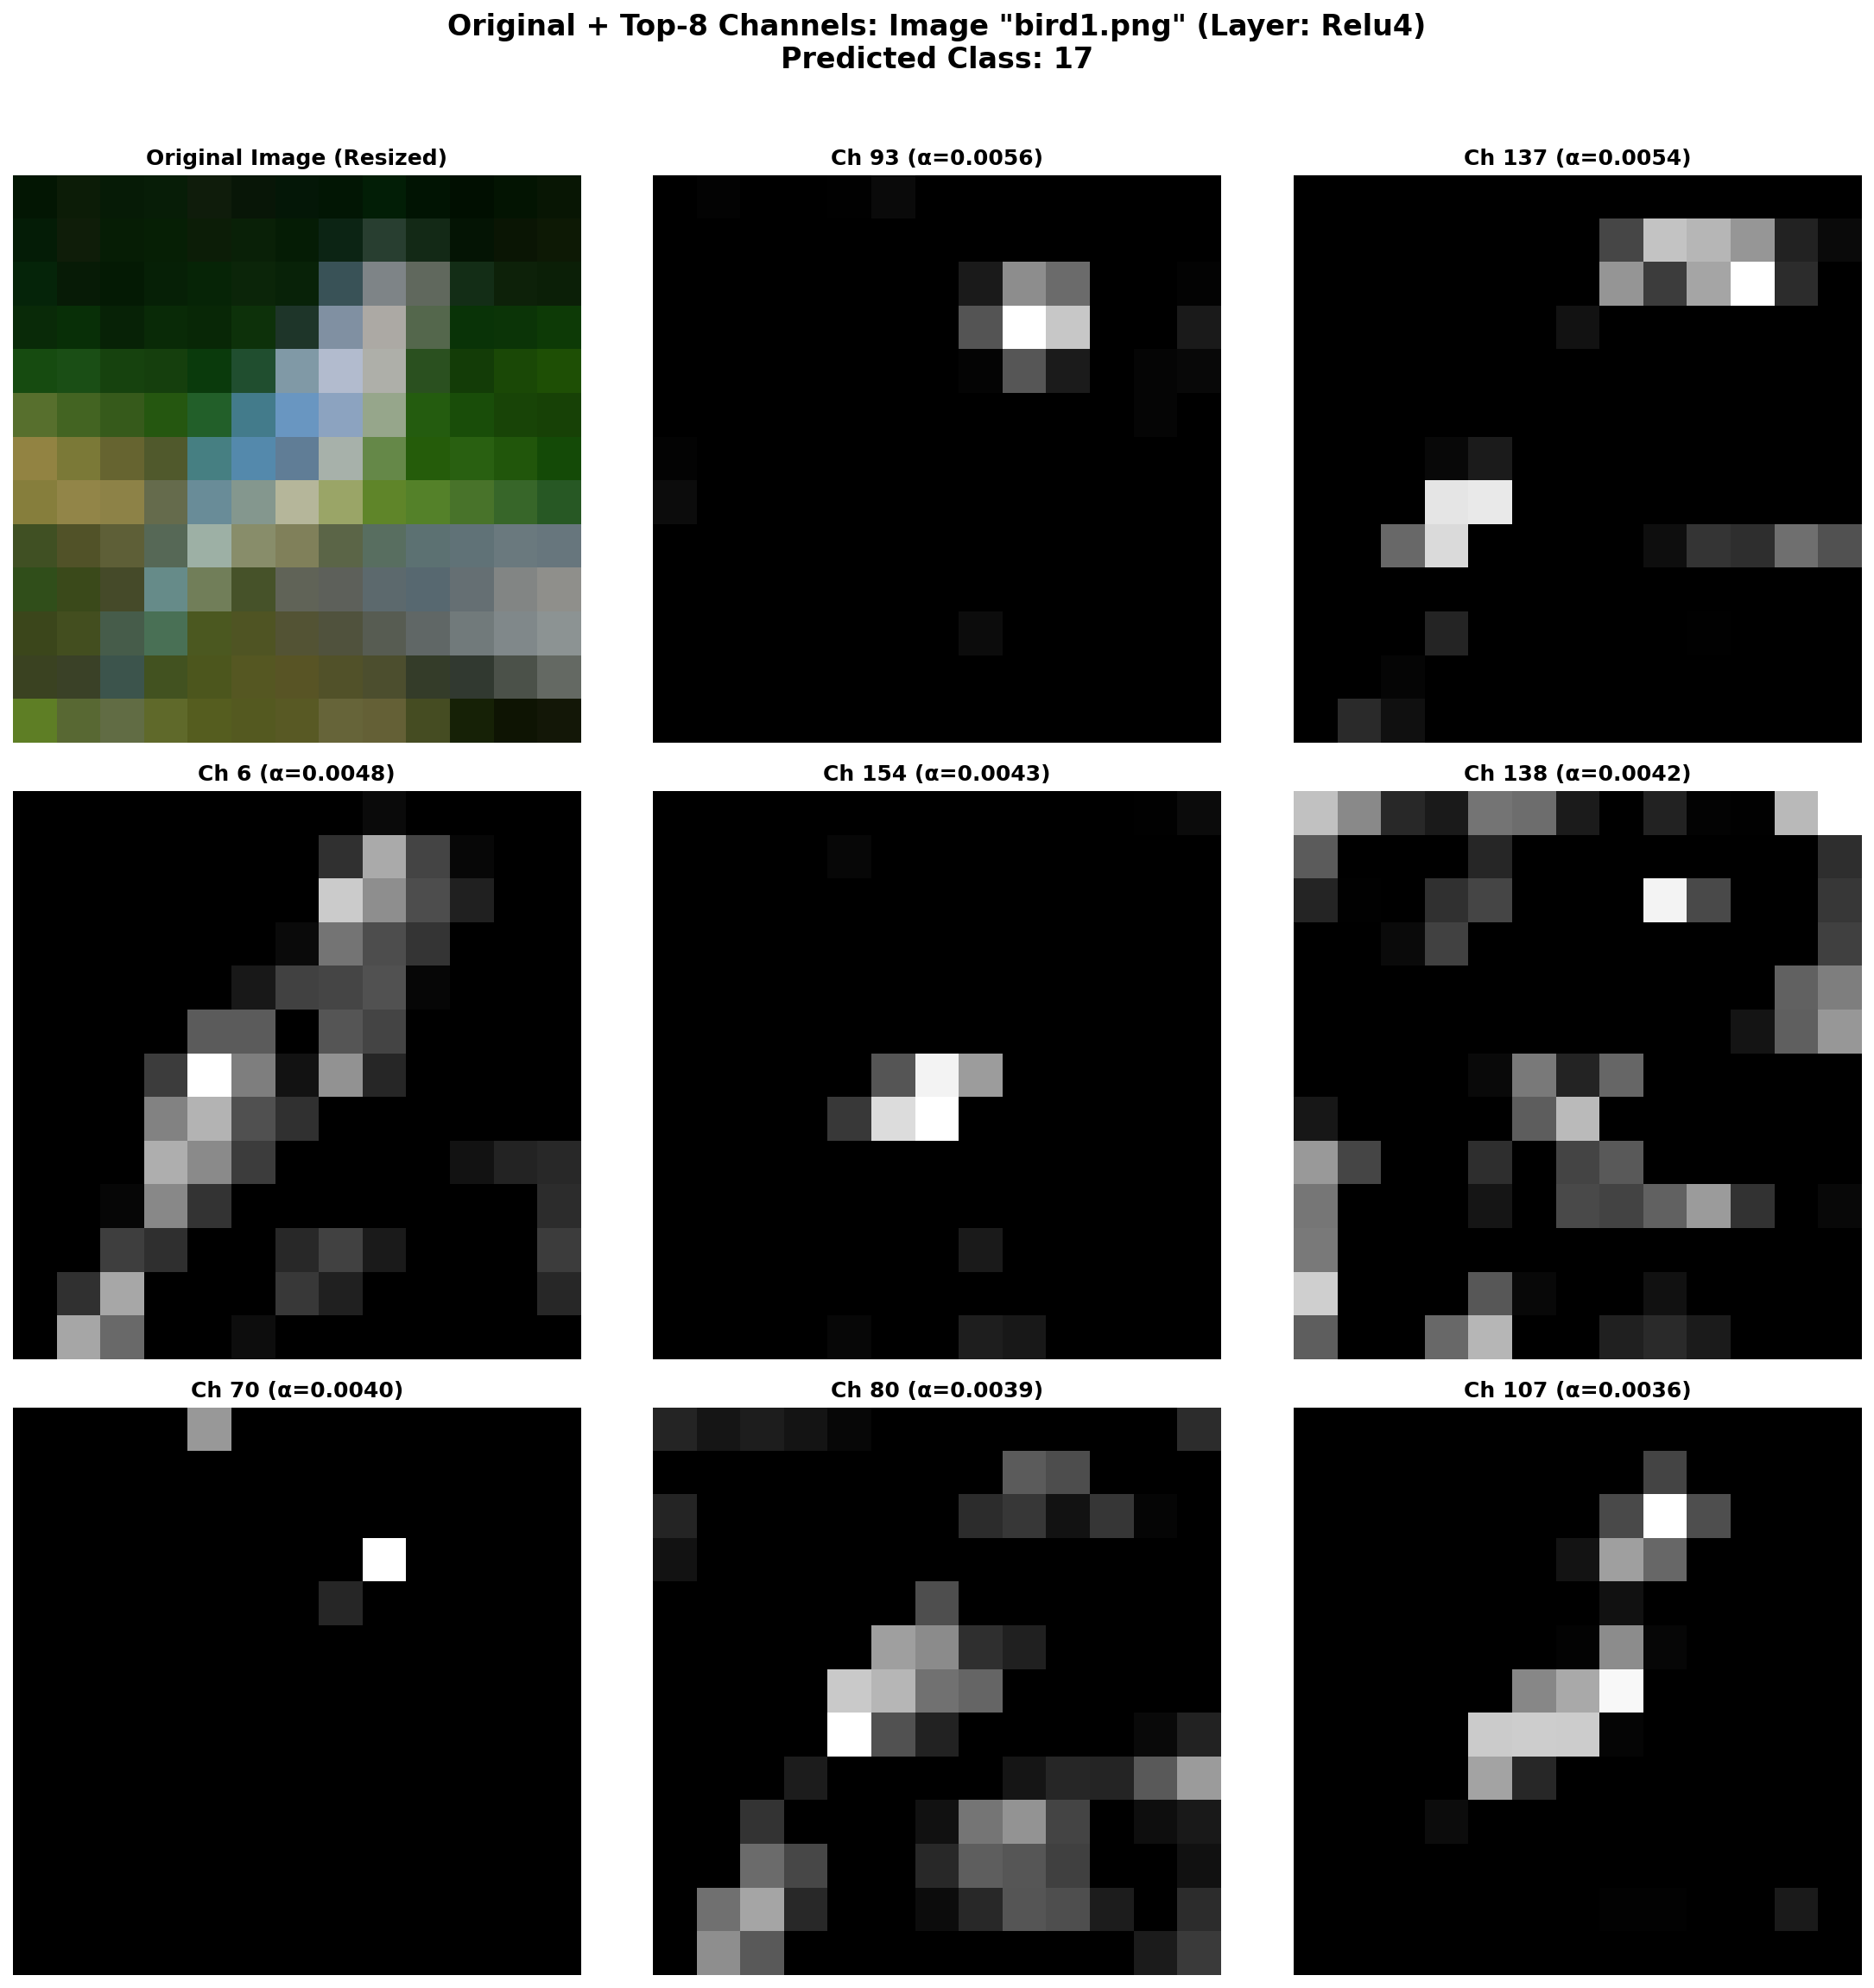 Original + Top-8 Channels: Image "bird1.png" (Layer: Relu4)
Predicted Class: 17
Original Image (Resized)
Ch 93 (α=0.0056)
Ch 137 (α=0.0054)
Ch 6 (α=0.0048)
Ch 154 (α=0.0043)
Ch 138 (α=0.0042)
Ch 70 (α=0.0040)
Ch 80 (α=0.0039)
Ch 107 (α=0.0036)